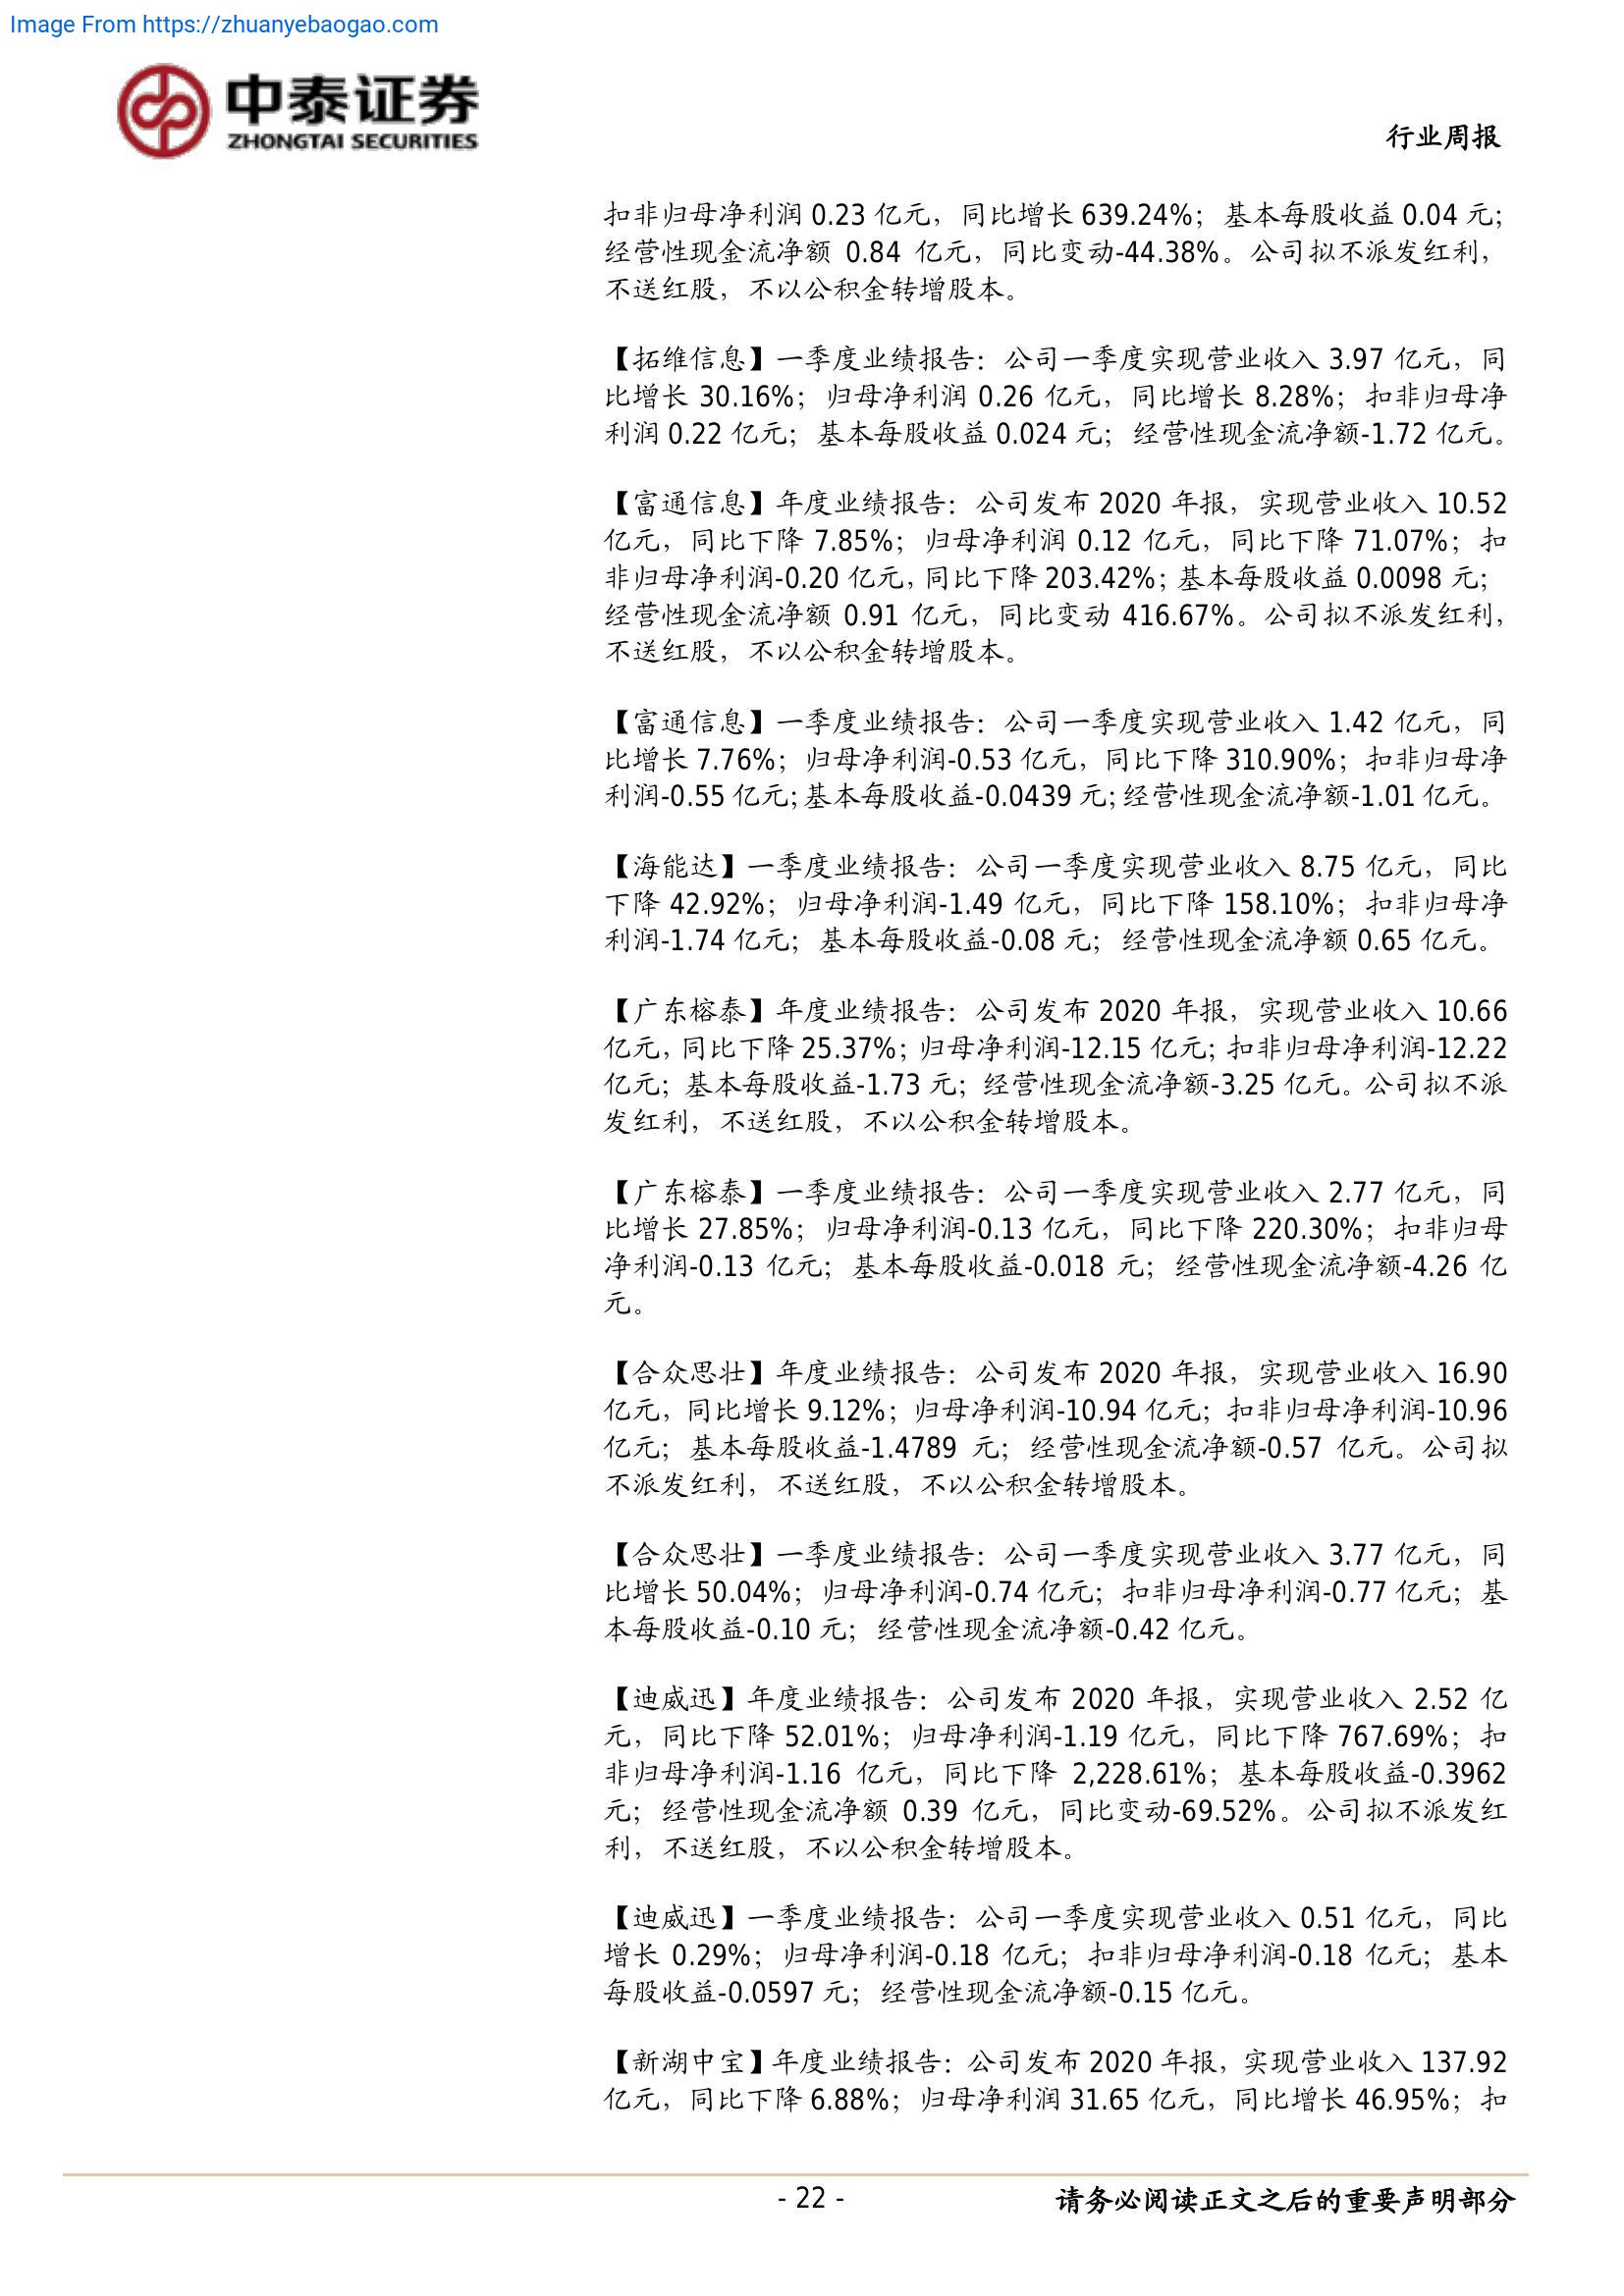 Image From https://zhuanyebaogao.com
中泰证券
ZHONGTAI SECURITIES
行业周报
扣非归母净利润 0.23 亿元，同比增长 639.24%；基本每股收益 0.04 元；
经营性现金流净额 0.84 亿元，同比变动-44.38%。公司拟不派发红利，
不送红股，不以公积金转增股本。
【拓维信息】一季度业绩报告：公司一季度实现营业收入 3.97 亿元，同
比增长 30.16%；归母净利润 0.26 亿元，同比增长 8.28%；扣非归母净
利润 0.22 亿元；基本每股收益 0.024 元；经营性现金流净额-1.72 亿元。
【富通信息】年度业绩报告：公司发布 2020 年报，实现营业收入 10.52
亿元，同比下降 7.85%；归母净利润 0.12 亿元，同比下降 71.07%；扣
非归母净利润-0.20 亿元，同比下降 203.42%；基本每股收益 0.0098 元；
经营性现金流净额 0.91 亿元，同比变动 416.67%。公司拟不派发红利，
不送红股，不以公积金转增股本。
【富通信息】一季度业绩报告：公司一季度实现营业收入 1.42 亿元，同
比增长 7.76%；归母净利润-0.53 亿元，同比下降 310.90%；扣非归母净
利润-0.55 亿元；基本每股收益-0.0439 元；经营性现金流净额-1.01 亿元。
【海能达】一季度业绩报告：公司一季度实现营业收入 8.75 亿元，同比
下降 42.92%；归母净利润-1.49 亿元，同比下降 158.10%；扣非归母净
利润-1.74 亿元；基本每股收益-0.08 元；经营性现金流净额 0.65 亿元。
【广东榕泰】年度业绩报告：公司发布 2020 年报，实现营业收入 10.66
亿元，同比下降 25.37%；归母净利润-12.15 亿元；扣非归母净利润-12.22
亿元；基本每股收益-1.73 元；经营性现金流净额-3.25 亿元。公司拟不派
发红利，不送红股，不以公积金转增股本。
【广东榕泰】一季度业绩报告：公司一季度实现营业收入 2.77 亿元，同
比增长 27.85%；归母净利润-0.13 亿元，同比下降 220.30%；扣非归母
净利润-0.13 亿元；基本每股收益-0.018 元；经营性现金流净额-4.26 亿
元。
【合众思壮】年度业绩报告：公司发布 2020 年报，实现营业收入 16.90
亿元，同比增长 9.12%；归母净利润-10.94 亿元；扣非归母净利润-10.96
亿元；基本每股收益-1.4789 元；经营性现金流净额-0.57 亿元。公司拟
不派发红利，不送红股，不以公积金转增股本。
【合众思壮】一季度业绩报告：公司一季度实现营业收入 3.77 亿元，同
比增长 50.04%；归母净利润-0.74 亿元；扣非归母净利润-0.77 亿元；基
本每股收益-0.10 元；经营性现金流净额-0.42 亿元。
【迪威迅】年度业绩报告：公司发布 2020 年报，实现营业收入 2.52 亿
元，同比下降 52.01%；归母净利润-1.19 亿元，同比下降 767.69%；扣
非归母净利润-1.16 亿元，同比下降 2,228.61%；基本每股收益-0.3962
元；经营性现金流净额 0.39 亿元，同比变动-69.52%。公司拟不派发红
利，不送红股，不以公积金转增股本。
【迪威迅】一季度业绩报告：公司一季度实现营业收入 0.51 亿元，同比
增长 0.29%；归母净利润-0.18 亿元；扣非归母净利润-0.18 亿元；基本
每股收益-0.0597 元；经营性现金流净额-0.15 亿元。
【新湖中宝】年度业绩报告：公司发布 2020 年报，实现营业收入 137.92
亿元，同比下降 6.88%；归母净利润 31.65 亿元，同比增长 46.95%；扣
- 22 -
请务必阅读正文之后的重要声明部分